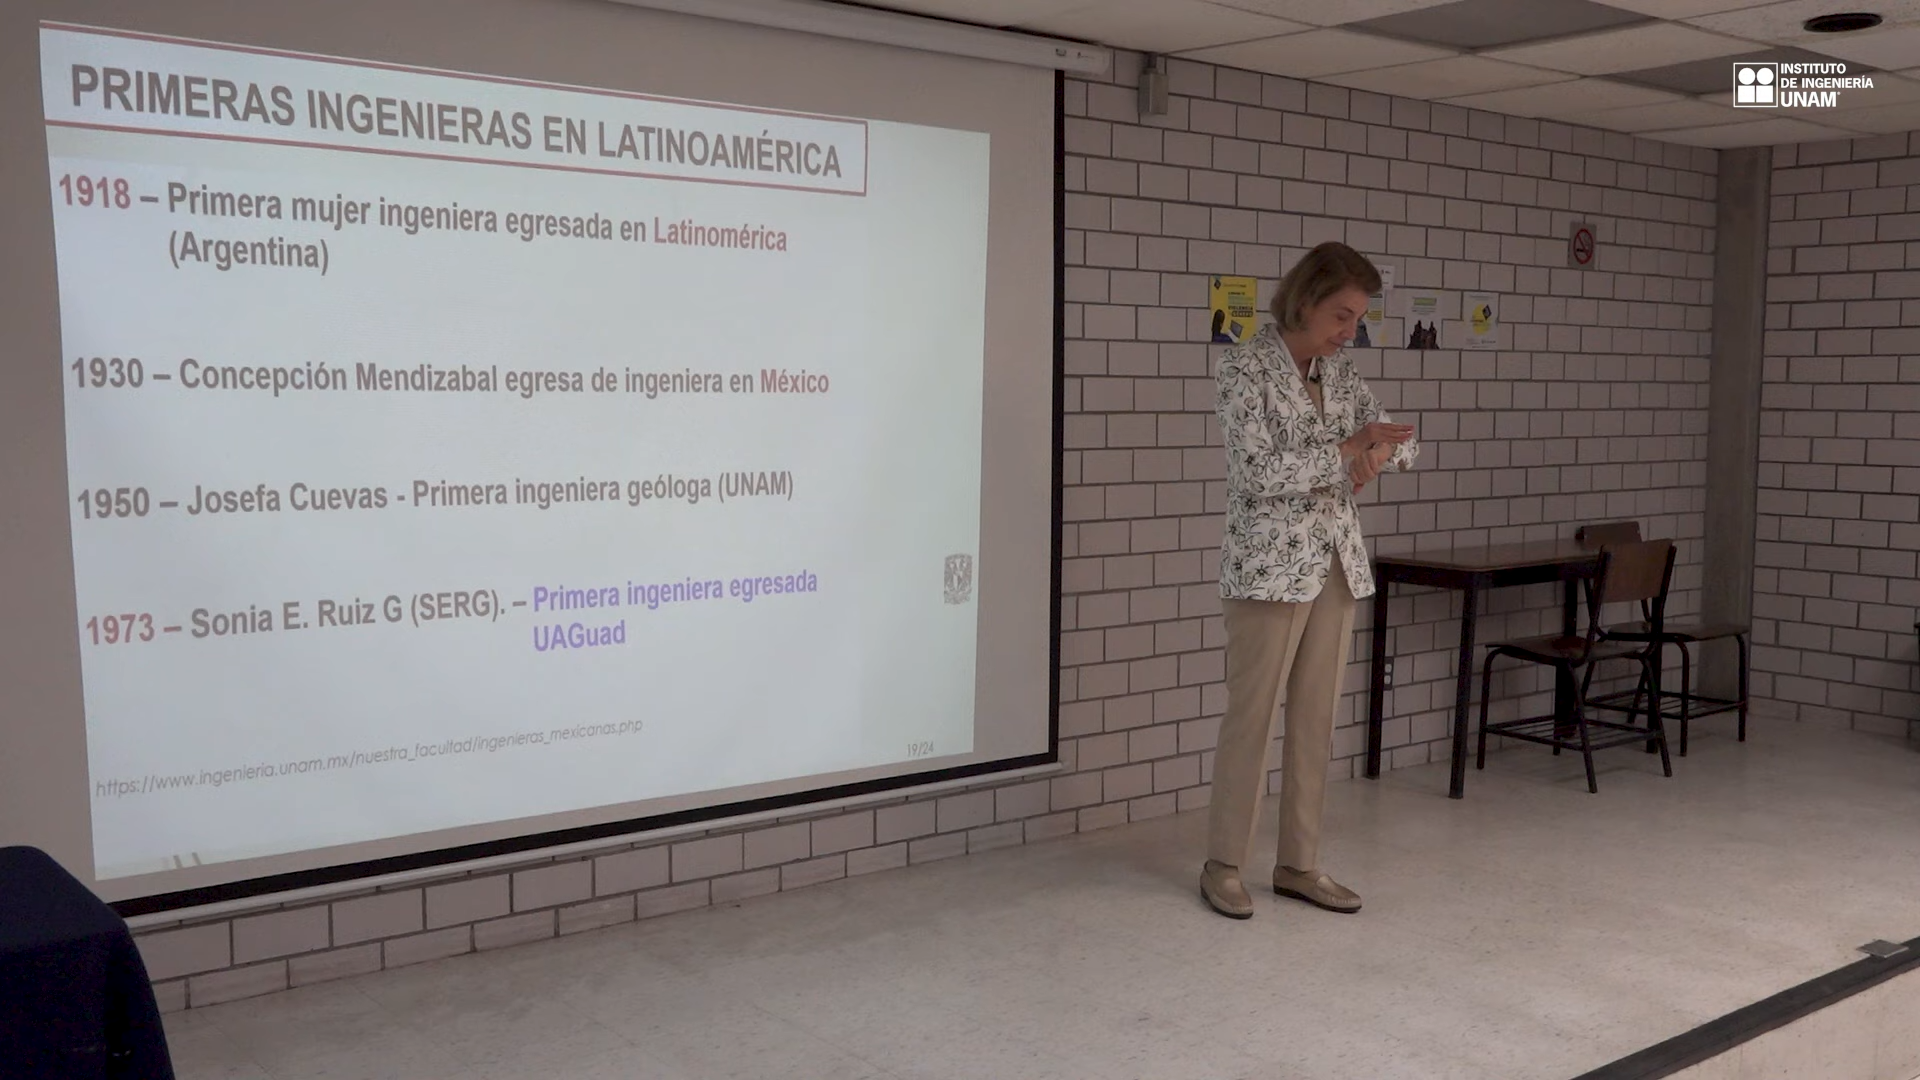 PRIMERAS INGENIERAS EN LATINOAMÉRICA
1918 – Primera mujer ingeniera egresada en Latinomérica
(Argentina)
1930 – Concepción Mendizabal egresa de ingeniera en México
1950 – Josefa Cuevas - Primera ingeniera geóloga (UNAM)
1973 – Sonia E. Ruiz G (SERG). – Primera ingeniera egresada
UAGuad
https://www.ingenieria.unam.mx/nuestra_facultad/ingenieras_mexicanas.php
19/24
INSTITUTO
DE INGENIERÍA
UNAM